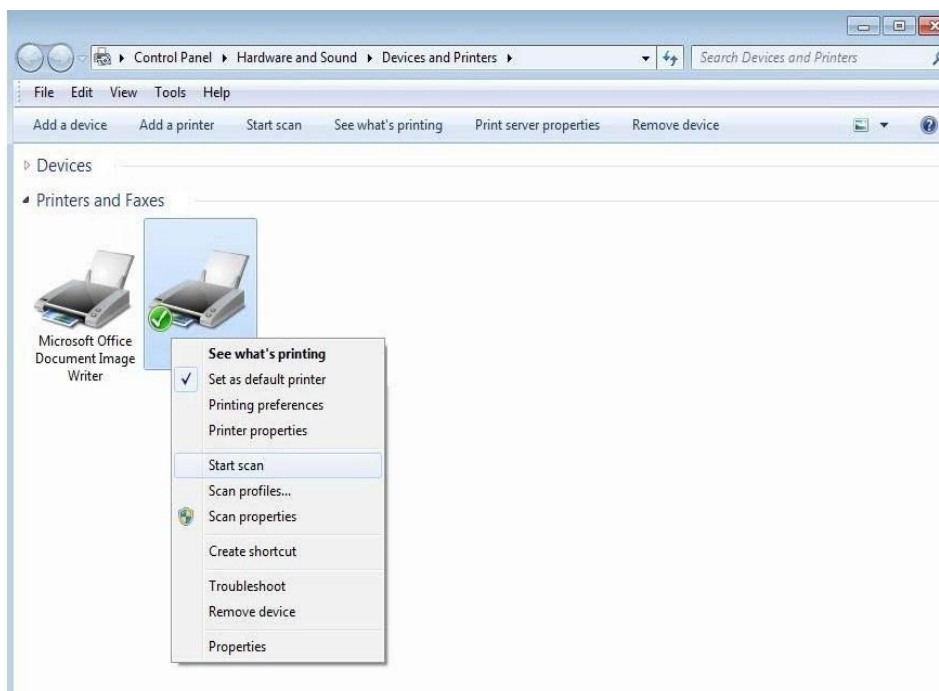 Control Panel Hardware and Sound Devices and Printers Search Devices and Printers
File Edit View Tools Help
Add a device Add a printer Start scan See what's printing Print server properties Remove device
Devices
Printers and Faxes
Microsoft Office
Document Image
Writer
See what's printing
Set as default printer
Printing preferences
Printer properties
Start scan
Scan profiles...
Scan properties
Create shortcut
Troubleshoot
Remove device
Properties